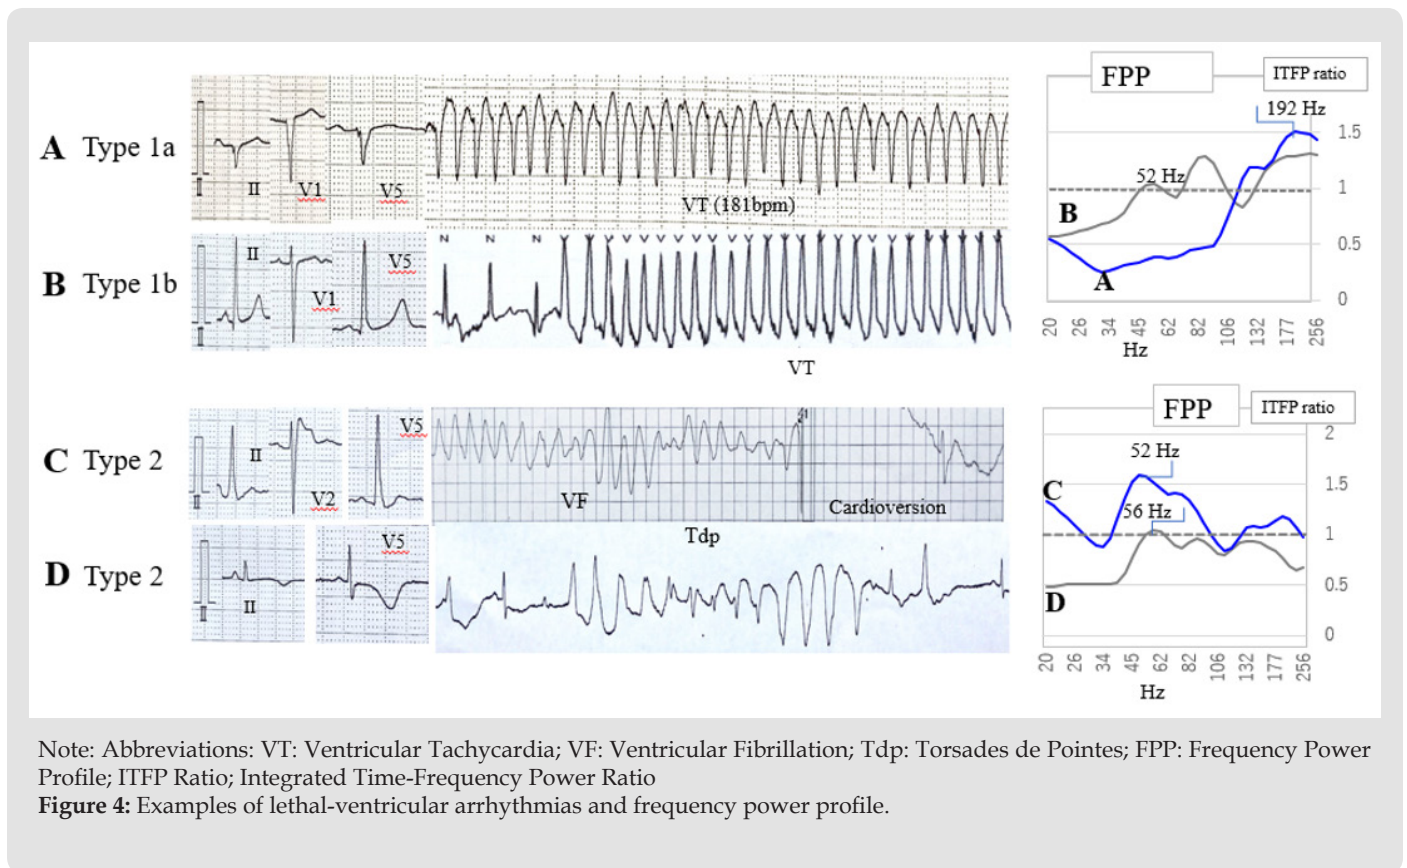 A Type 1a
I
II
V1
V5
VT (181bpm)
B Type 1b
I
II
V1
V5
N N N V V V V V V V V V V V V V V V V V V V V
VT
FPP
ITFP ratio
192 Hz
52 Hz
B
A
1.5
1
0.5
0
20 26 34 45 62 82 106 132 177 256
Hz
C Type 2
I
II
V2
V5
VF
Cardioversion
D Type 2
I
II
V5
Tdp
FPP
ITFP ratio
52 Hz
56 Hz
C
D
2
1.5
1
0.5
0
20 26 34 45 62 82 106 132 177 256
Hz
Note: Abbreviations: VT: Ventricular Tachycardia; VF: Ventricular Fibrillation; Tdp: Torsades de Pointes; FPP: Frequency Power
Profile; ITFP Ratio; Integrated Time-Frequency Power Ratio
Figure 4: Examples of lethal-ventricular arrhythmias and frequency power profile.